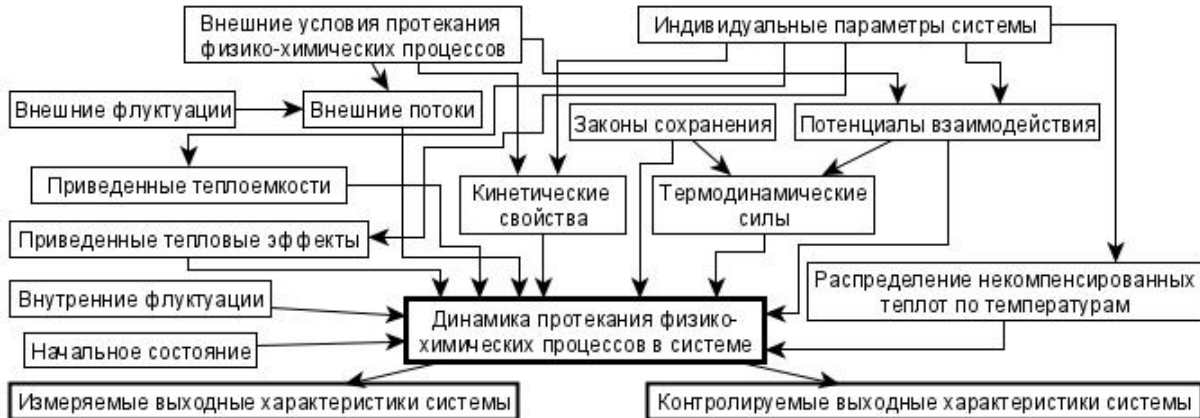 Внешние условия протекания
физико-химических процессов
Индивидуальные параметры системы
Внешние флуктуации
Внешние потоки
Законы сохранения
Потенциалы взаимодействия
Приведенные теплоемкости
Кинетические
свойства
Термодинамические
силы
Приведенные тепловые эффекты
Распределение некомпенсированных
теплот по температурам
Внутренние флуктуации
Динамика протекания физико-
химических процессов в системе
Начальное состояние
Измеряемые выходные характеристики системы
Контролируемые выходные характеристики системы